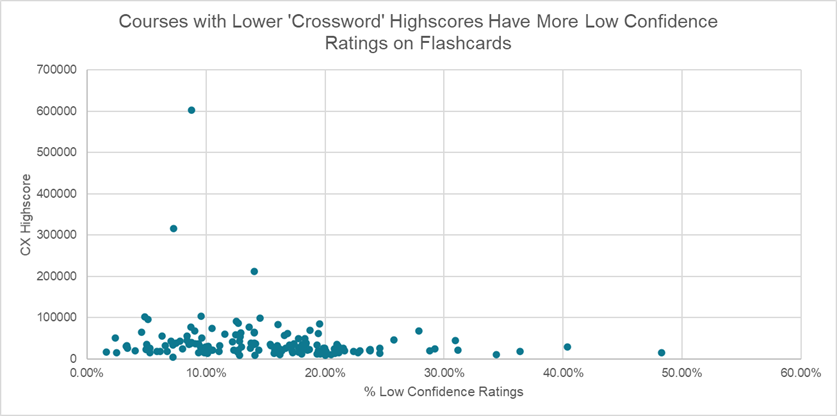 Courses with Lower 'Crossword' Highscores Have More Low Confidence
Ratings on Flashcards
700000
600000
500000
400000
300000
200000
100000
0
CX Highscore
0.00% 10.00% 20.00% 30.00% 40.00% 50.00% 60.00%
% Low Confidence Ratings